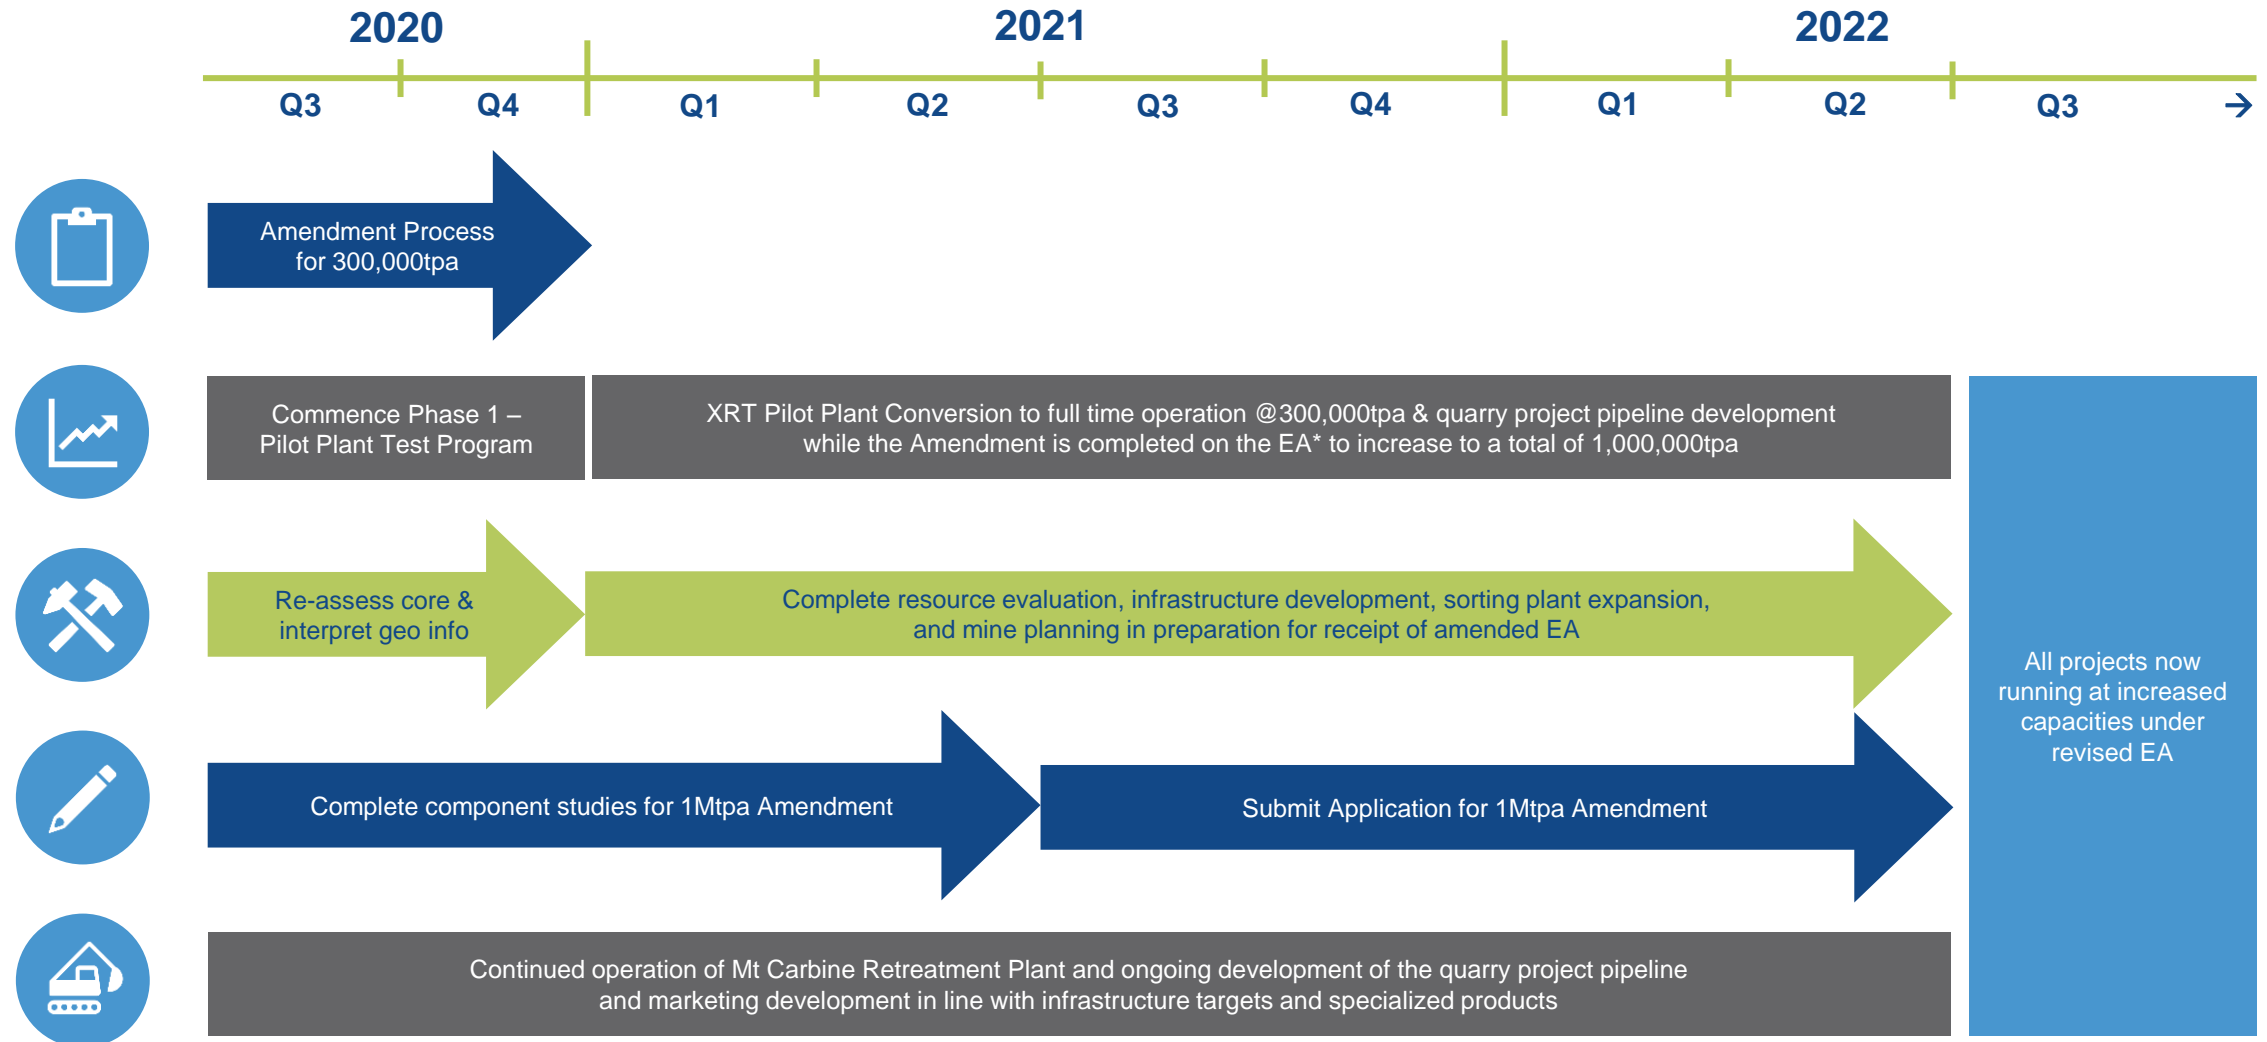 2020
2021
2022
Q3
Q4
Q1
Q2
Q3
Q4
Q1
Q2
Q3
→
Amendment Process
for 300,000tpa
Commence Phase 1 –
Pilot Plant Test Program
XRT Pilot Plant Conversion to full time operation @300,000tpa & quarry project pipeline development
while the Amendment is completed on the EA* to increase to a total of 1,000,000tpa
Re-assess core &
interpret geo info
Complete resource evaluation, infrastructure development, sorting plant expansion,
and mine planning in preparation for receipt of amended EA
All projects now
running at increased
capacities under
revised EA
Complete component studies for 1Mtpa Amendment
Submit Application for 1Mtpa Amendment
Continued operation of Mt Carbine Retreatment Plant and ongoing development of the quarry project pipeline
and marketing development in line with infrastructure targets and specialized products